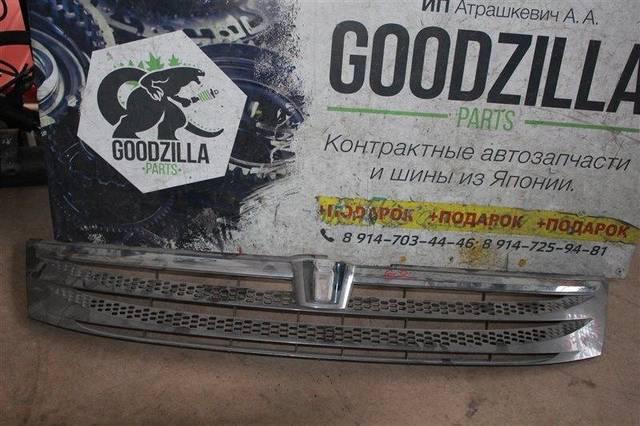 ИП Атрашкевич А. А.
GOODZILLA
PARTS
Контрактные автозапчасти
и шины из Японии.
+ПОДАРОК +ПОДАРОК +ПОДАРОК
8 914-703-44-46; 8 914-725-94-81
GOODZILLA
·PARTS·